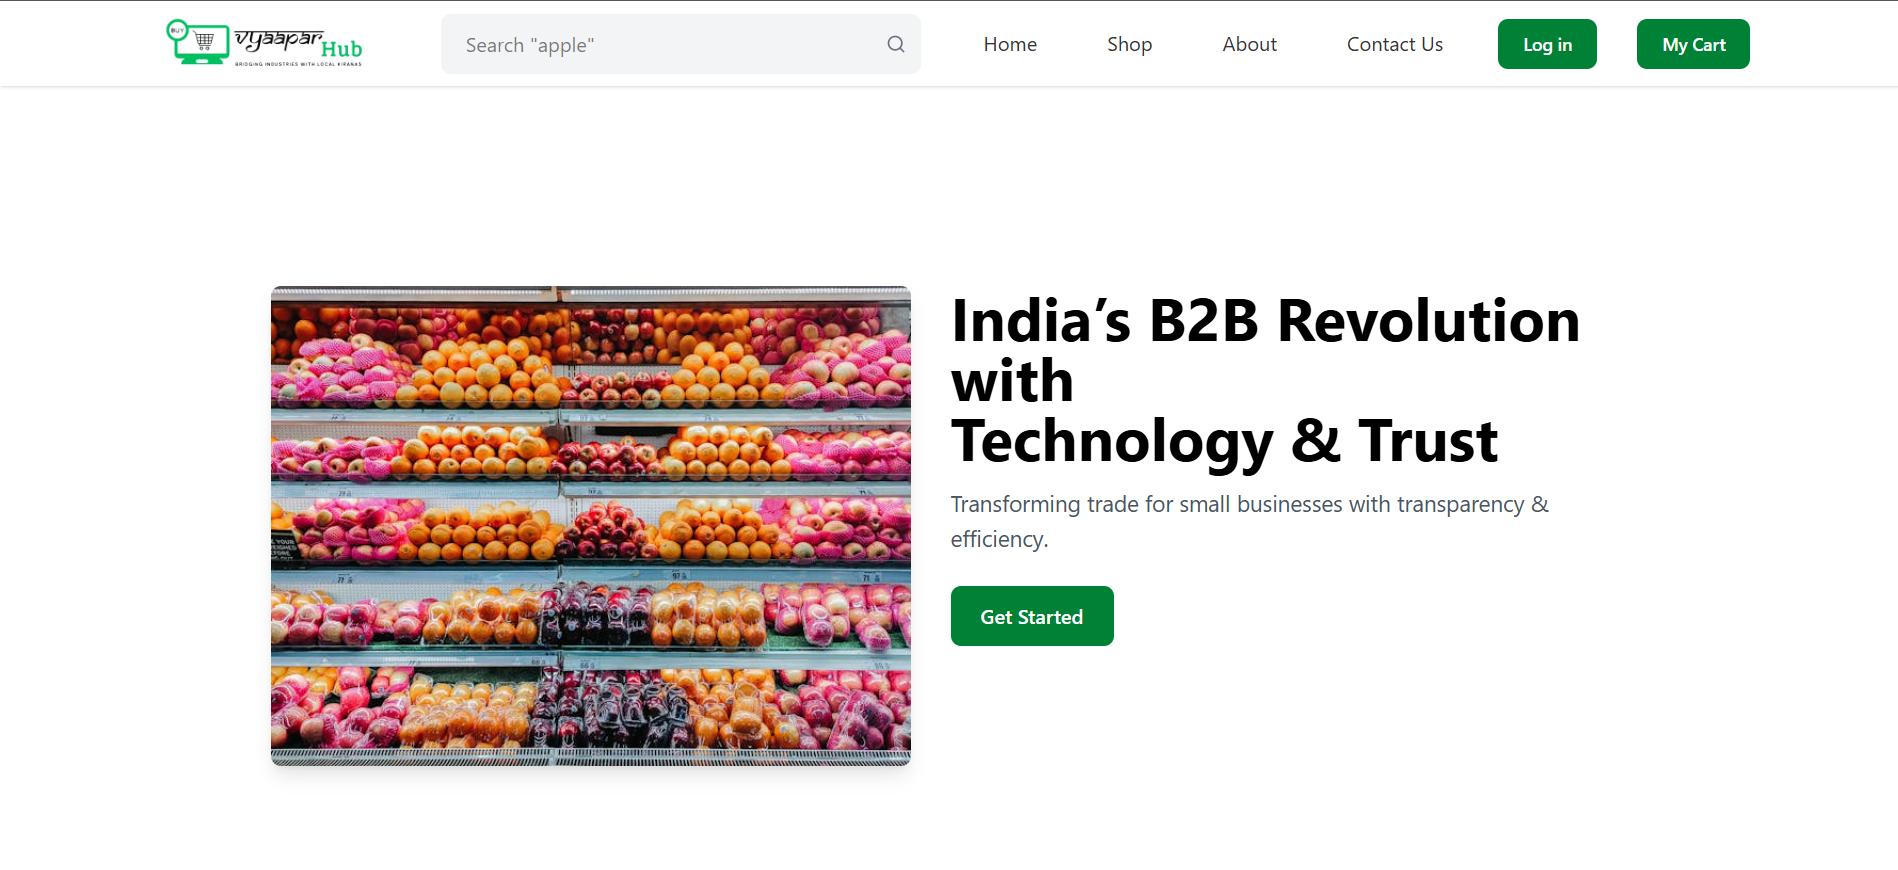 BUY
vyaapar
Hub
BRIDGING INDUSTRIES WITH LOCAL KIRANAS
Search "apple"
Home
Shop
About
Contact Us
Log in
My Cart
India’s B2B Revolution
with
Technology & Trust
Transforming trade for small businesses with transparency &
efficiency.
Get Started